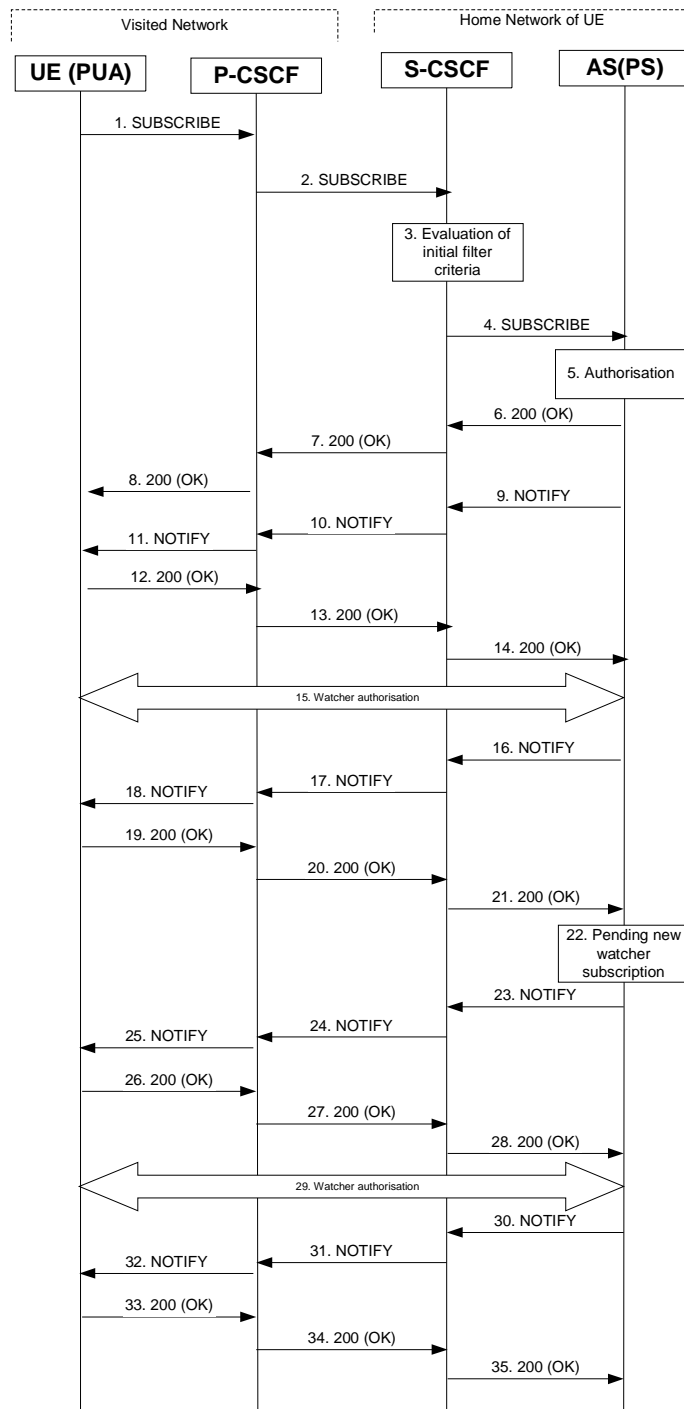 Visited Network
Home Network of UE
UE (PUA)
P-CSCF
S-CSCF
AS(PS)
1. SUBSCRIBE
2. SUBSCRIBE
3. Evaluation of
initial filter
criteria
4. SUBSCRIBE
5. Authorisation
6. 200 (OK)
7. 200 (OK)
8. 200 (OK)
9. NOTIFY
10. NOTIFY
11. NOTIFY
12. 200 (OK)
13. 200 (OK)
14. 200 (OK)
15. Watcher authorisation
16. NOTIFY
17. NOTIFY
18. NOTIFY
19. 200 (OK)
20. 200 (OK)
21. 200 (OK)
22. Pending new
watcher
subscription
23. NOTIFY
24. NOTIFY
25. NOTIFY
26. 200 (OK)
27. 200 (OK)
28. 200 (OK)
29. Watcher authorisation
30. NOTIFY
31. NOTIFY
32. NOTIFY
33. 200 (OK)
34. 200 (OK)
35. 200 (OK)